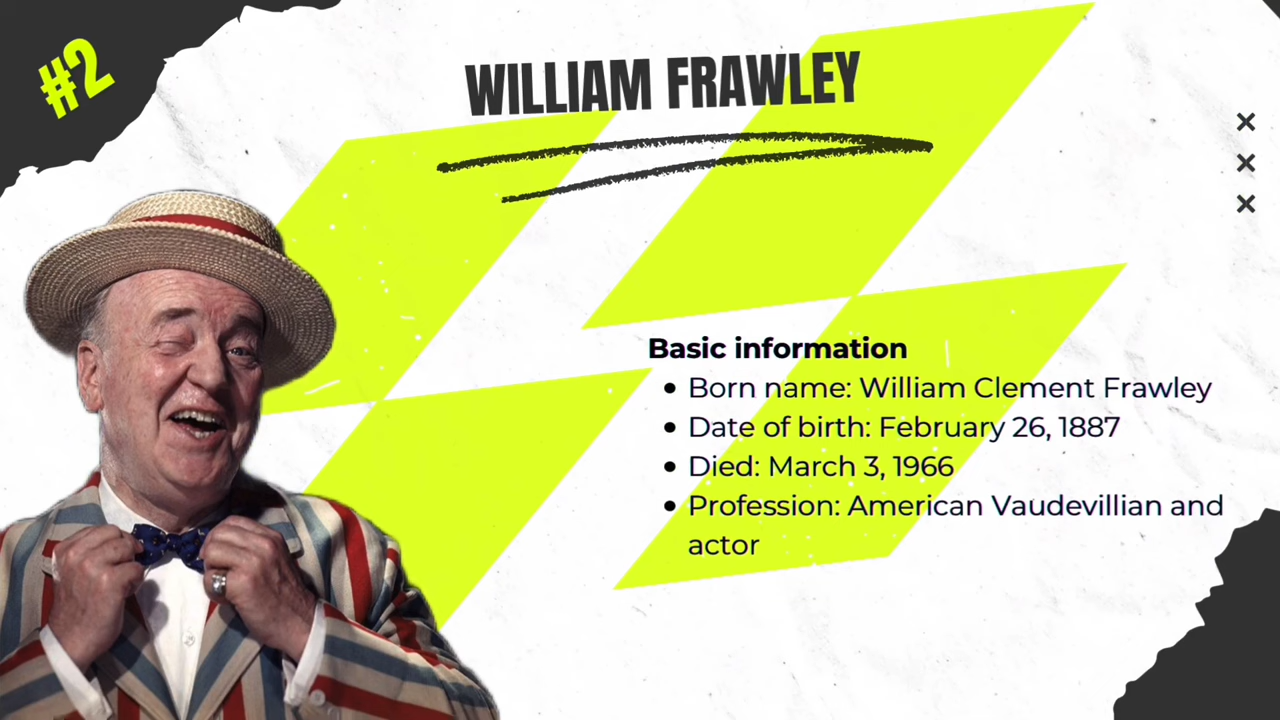 #2
WILLIAM FRAWLEY
Basic information
• Born name: William Clement Frawley
• Date of birth: February 26, 1887
• Died: March 3, 1966
• Profession: American Vaudevillian and
actor